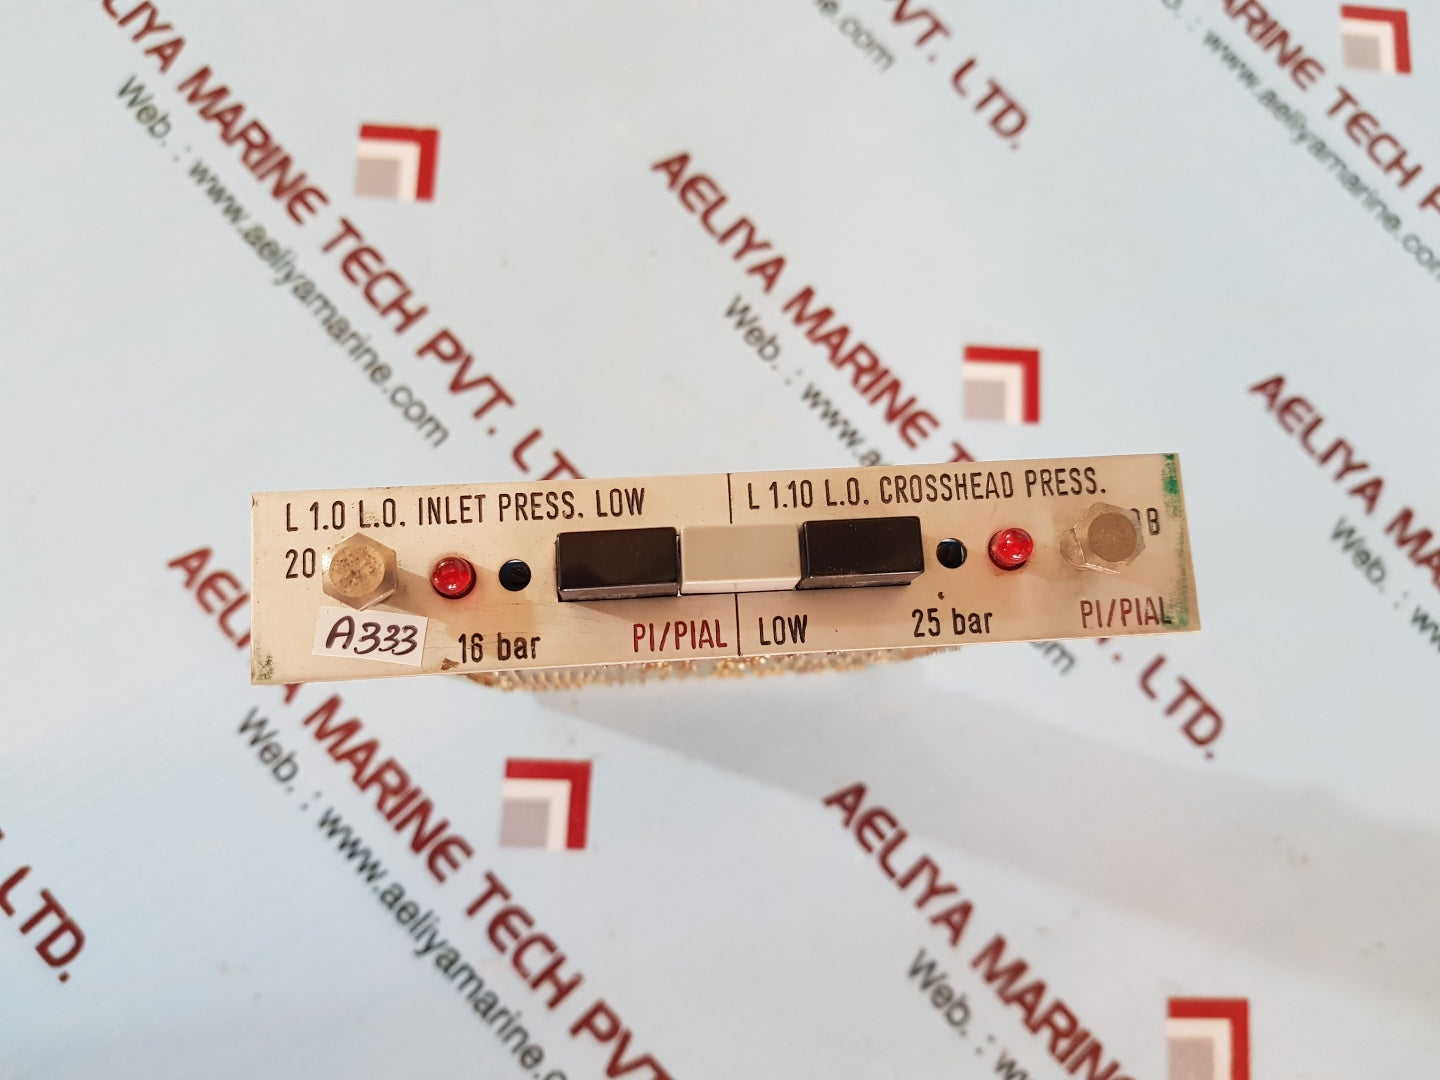 L 1.0 L.O. INLET PRESS. LOW
L 1.10 L.O. CROSSHEAD PRESS.
20
B
A333
16 bar
PI/PIAL
LOW
25 bar
PI/PIAL
AELIYA MARINE TECH PVT. LTD.
Web. : www.aeliyamarine.com